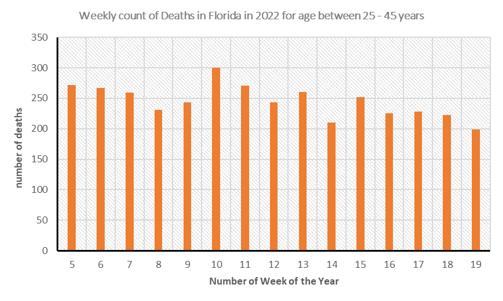 Weekly count of Deaths in Florida in 2022 for age between 25 - 45 years
number of deaths
350
300
250
200
150
100
50
0
5 6 7 8 9 10 11 12 13 14 15 16 17 18 19
Number of Week of the Year